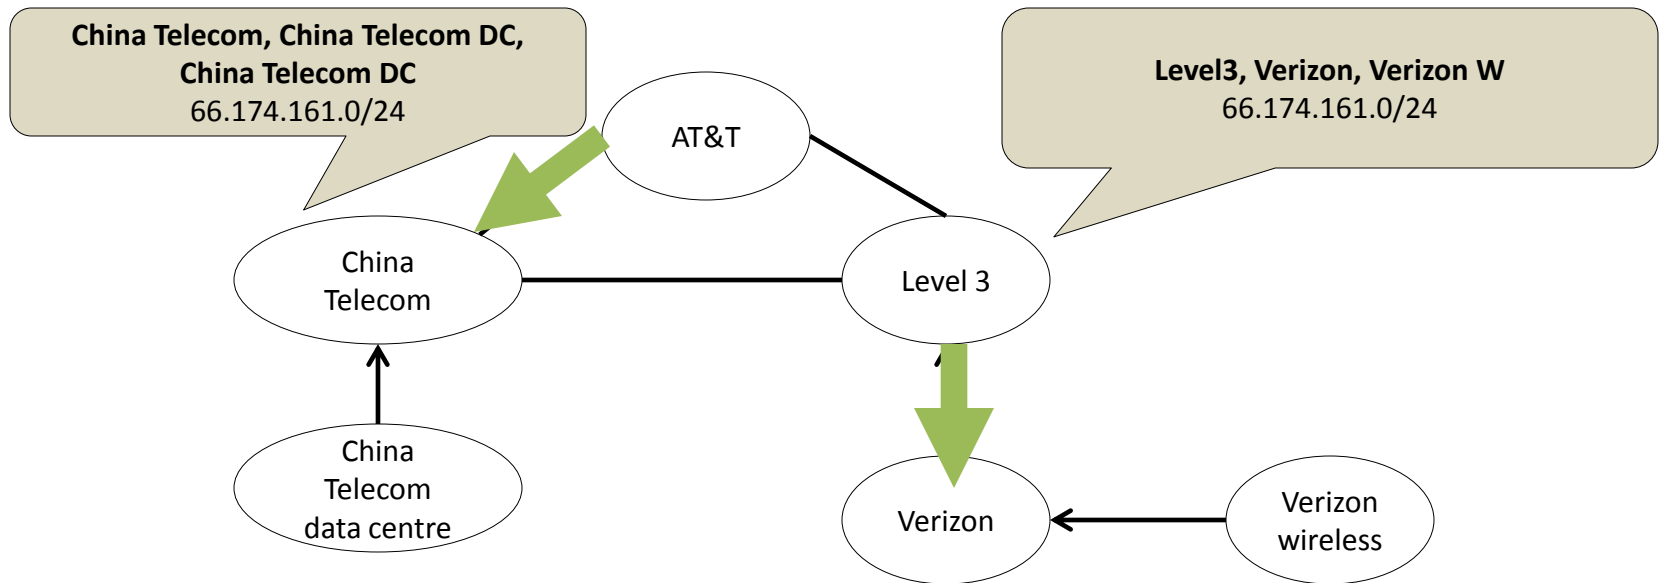 China Telecom, China Telecom DC,
China Telecom DC
66.174.161.0/24
Level3, Verizon, Verizon W
66.174.161.0/24
AT&T
China
Telecom
Level 3
China
Telecom
data centre
Verizon
Verizon
wireless